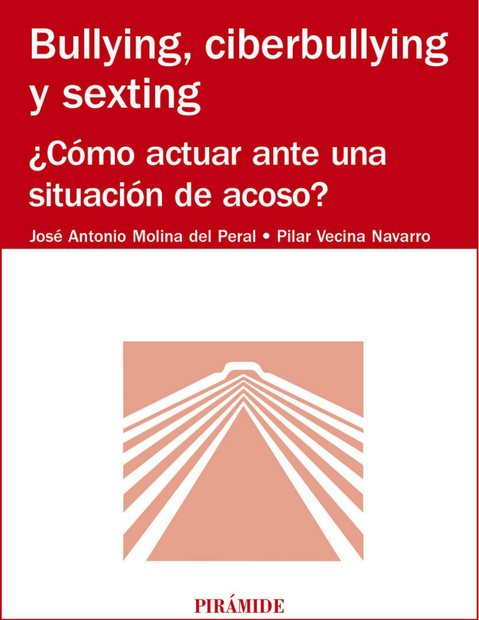 Bullying, ciberbullying
y sexting
¿Cómo actuar ante una
situación de acoso?
José Antonio Molina del Peral • Pilar Vecina Navarro
PIRÁMIDE